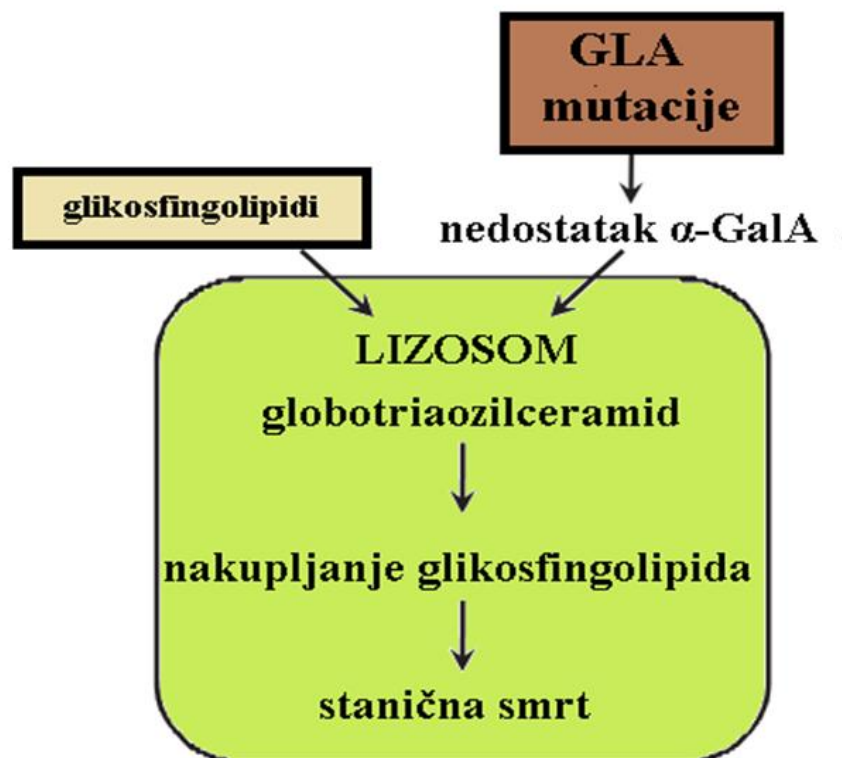 GLA
mutacije
glikosfingolipidi
nedostatak α-GalA
LIZOSOM
globotriaozilceramid
nakupljanje glikosfingolipida
stanična smrt